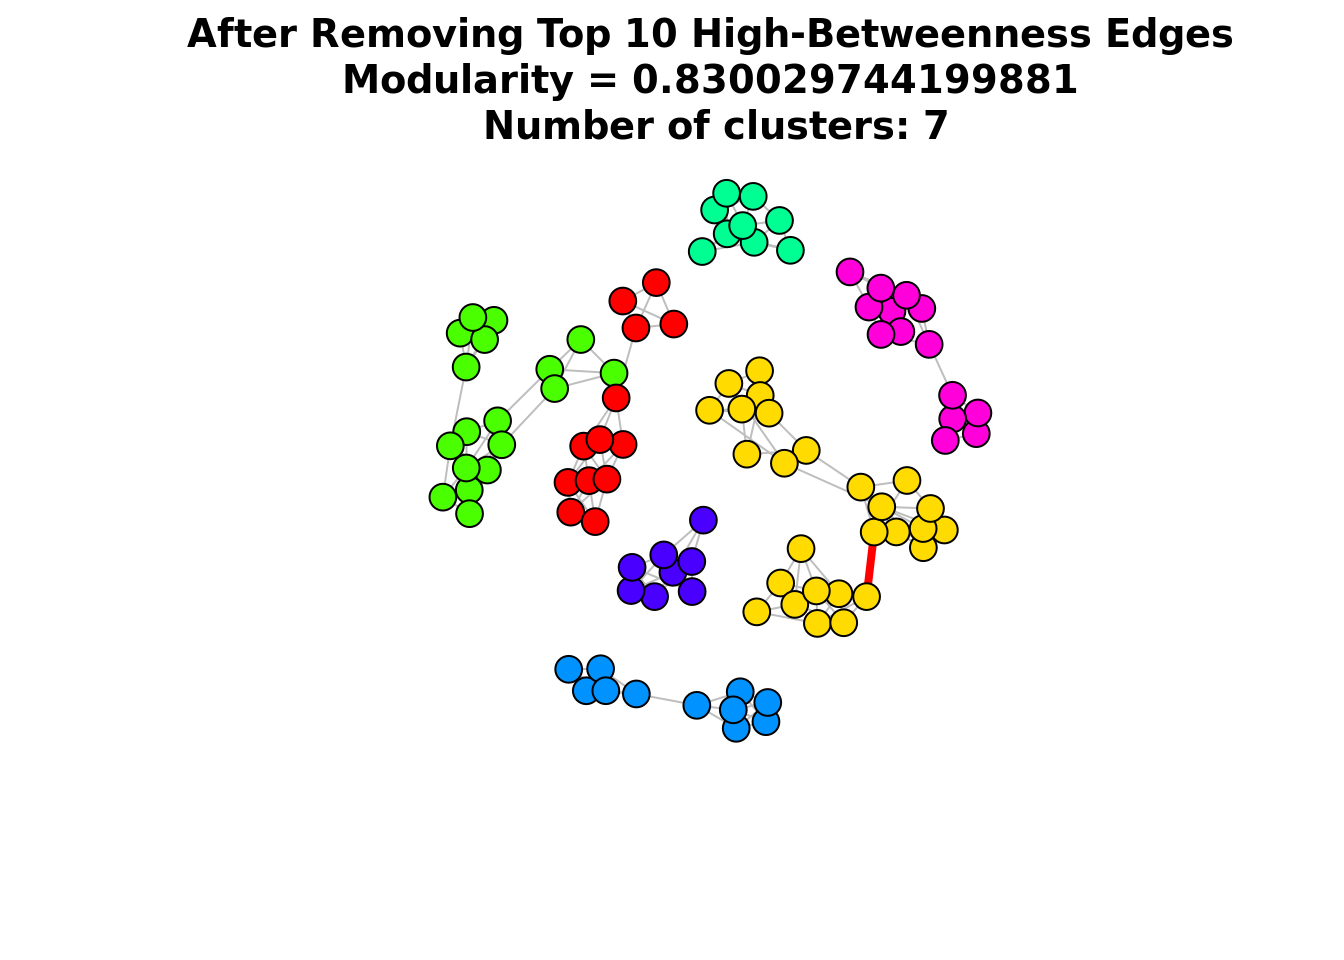 After Removing Top 10 High-Betweenness Edges
Modularity = 0.830029744199881
Number of clusters: 7